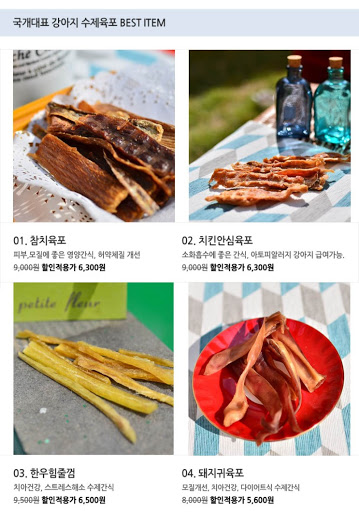 국개대표 강아지 수제육포 BEST ITEM
petite fleur
01. 참치육포
피부,모질에 좋은 영양간식, 허약체질 개선
9,000원 할인적용가 6,300원
02. 치킨안심육포
소화흡수에 좋은 간식, 아토피알러지 강아지 급여가능.
9,000원 할인적용가 6,300원
03. 한우힘줄껌
치아건강, 스트레스해소 수제간식
9,500원 할인적용가 6,500원
04. 돼지귀육포
모질개선, 치아건강, 다이어트식 수제간식
8,000원 할인적용가 5,600원